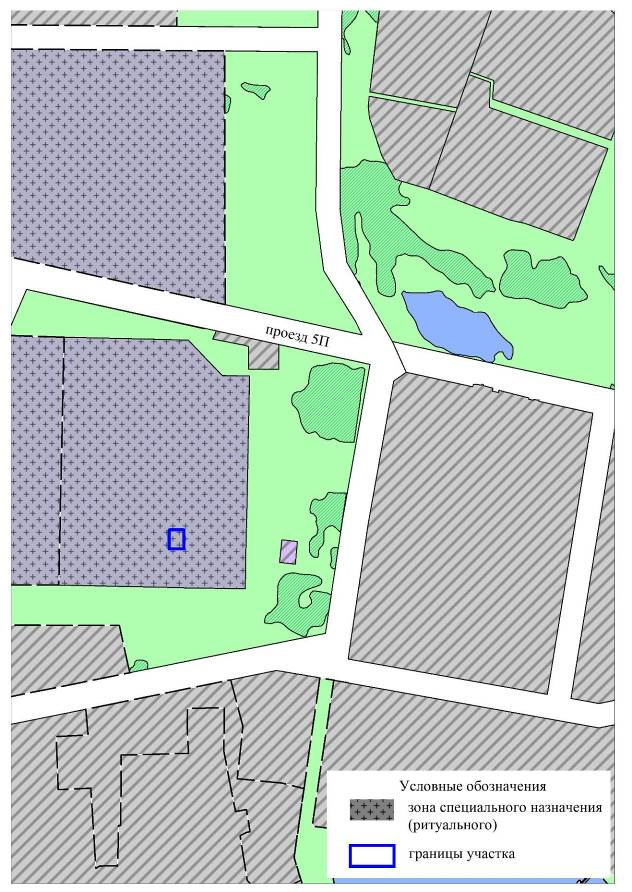 проезд 5П
Условные обозначения
зона специального назначения
(ритуального)
границы участка